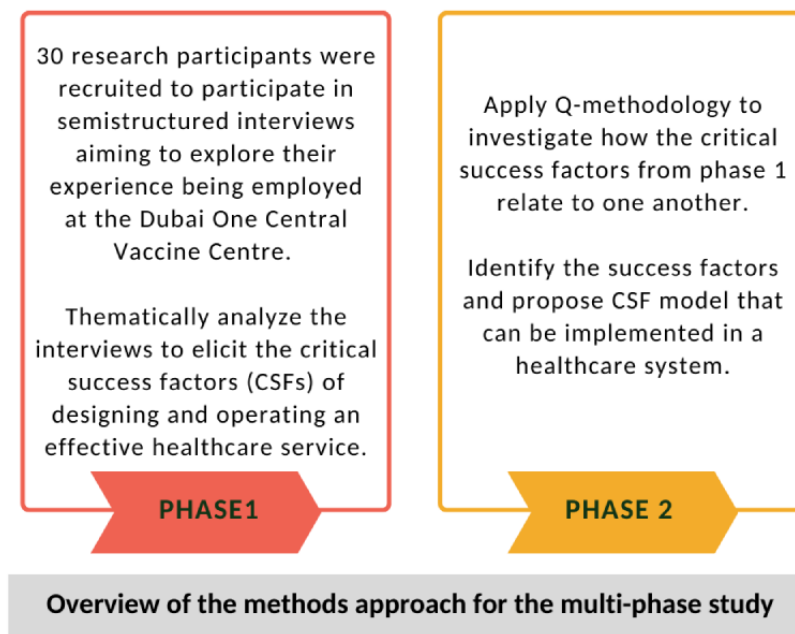 30 research participants were
recruited to participate in
semistructured interviews
aiming to explore their
experience being employed
at the Dubai One Central
Vaccine Centre.
Thematically analyze the
interviews to elicit the critical
success factors (CSFs) of
designing and operating an
effective healthcare service.
PHASE1
Apply Q-methodology to
investigate how the critical
success factors from phase 1
relate to one another.
Identify the success factors
and propose CSF model that
can be implemented in a
healthcare system.
PHASE 2
Overview of the methods approach for the multi-phase study